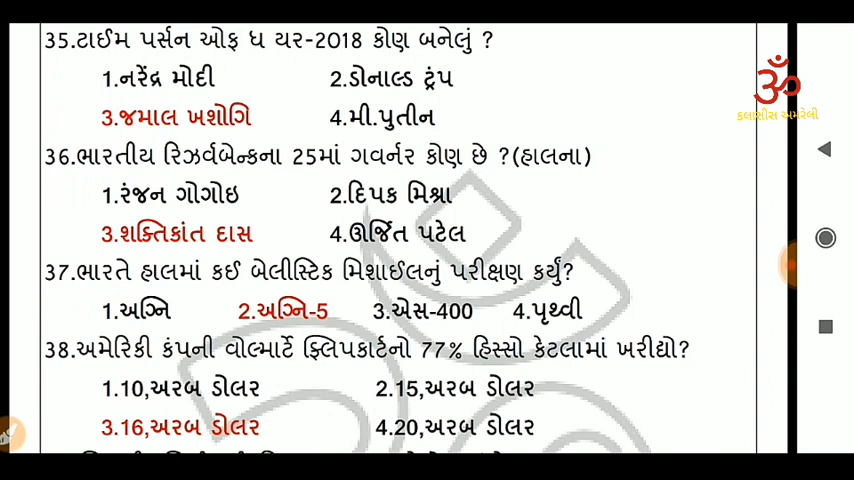 35.ટાઈમ પર્સન ઓફ ધ યર-2018 કોણ બનેલું ?
1.નરેંદ્ર મોદી 2.ડોનાલ્ડ ટ્રંપ
3.જમાલ ખશોગિ 4.મી.પુતીન
36.ભારતીય રિઝર્વબેન્કના 25માં ગવર્નર કોણ છે ?(હાલના)
1.રંજન ગોગોઇ 2.દિપક મિશ્રા
3.શક્તિકાંત દાસ 4.ઊર્જિત પટેલ
37.ભારતે હાલમાં કઈ બેલીસ્ટિક મિશાઈલનું પરીક્ષણ કર્યું?
1.અગ્નિ 2.અગ્નિ-5 3.એસ-400 4.પૃથ્વી
38.અમેરિકી કંપની વોલ્માર્ટે ફ્લિપકાર્ટનો 77% હિસ્સો કેટલામાં ખરીદ્યો?
1.10,અરબ ડોલર 2.15,અરબ ડોલર
3.16,અરબ ડોલર 4.20,અરબ ડોલર
ૐ
કલાસીસ અમરેલી